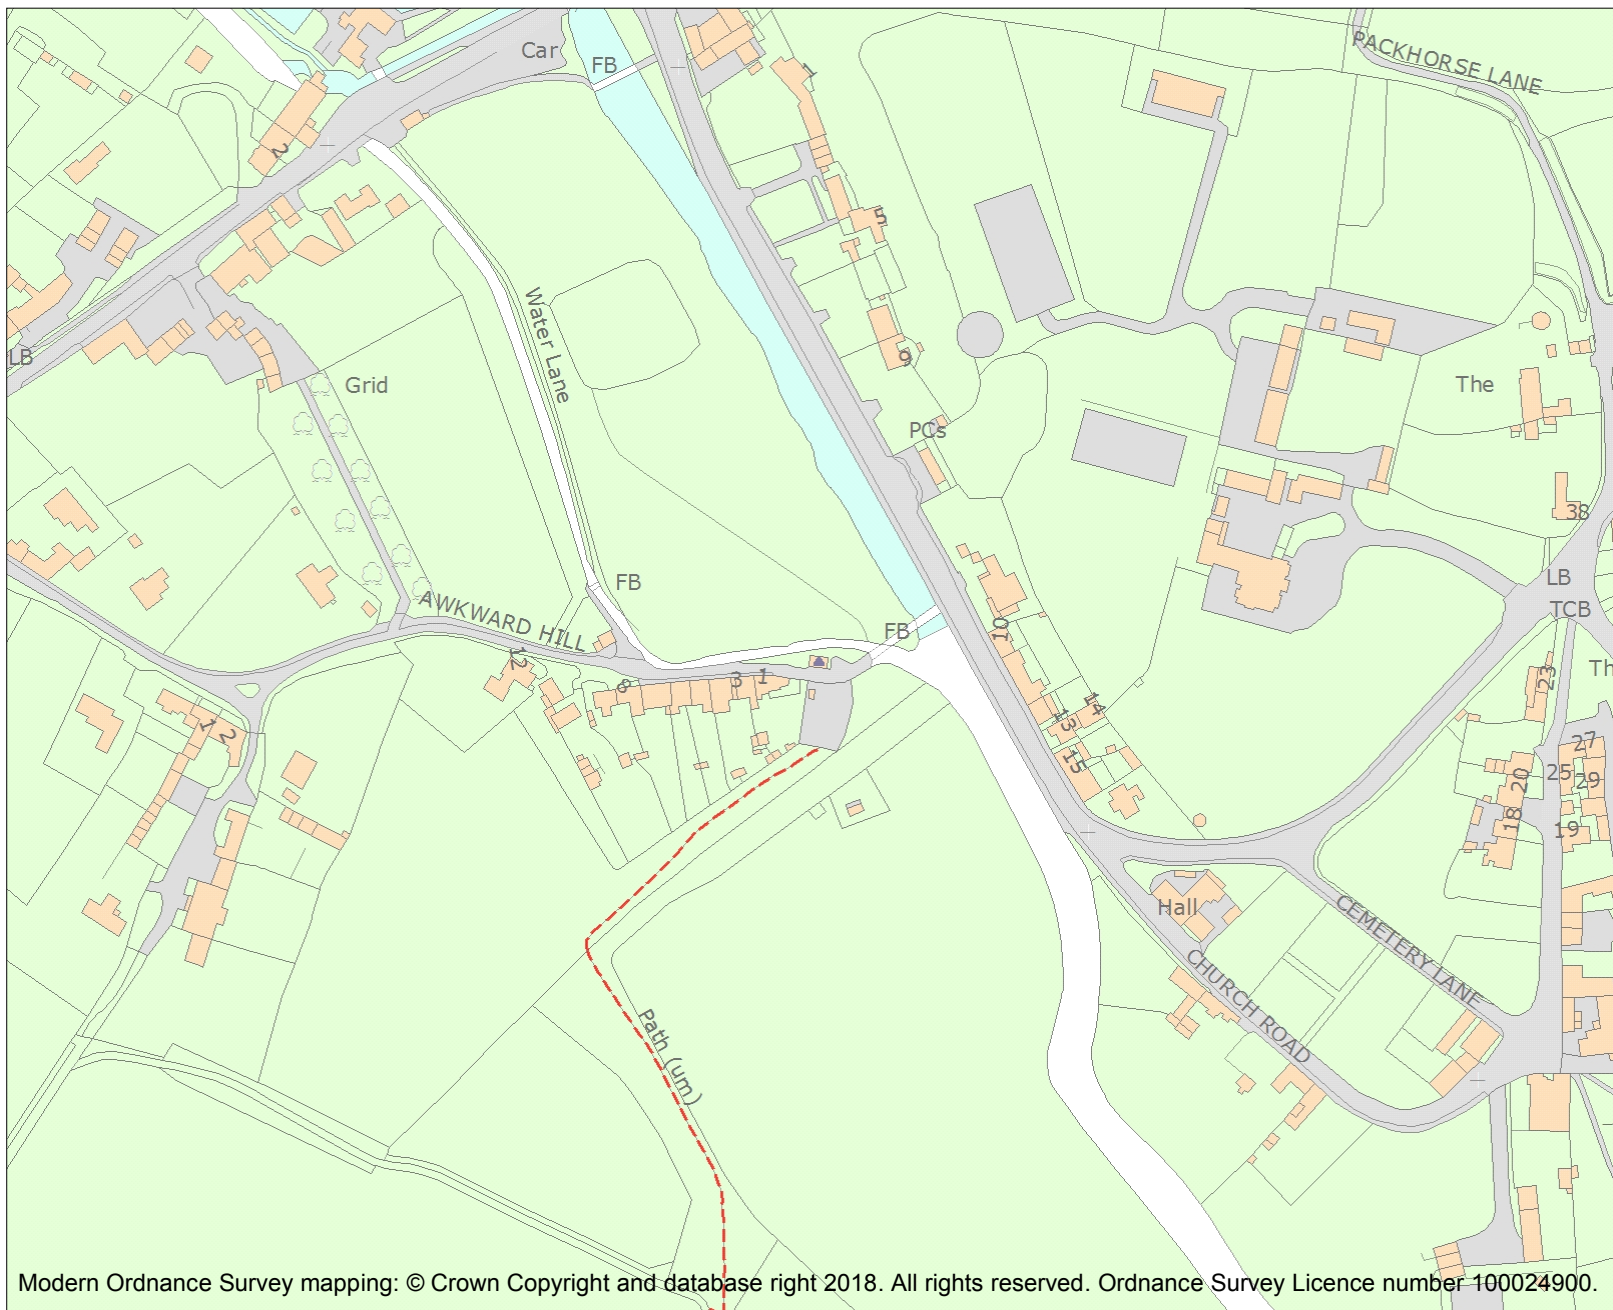 Car
FB
1
PACKHORSE LANE
2
5
Water Lane
LB
9
Grid
The
PCs
38
FB
LB
AWKWARD HILL
TCB
FB
10
12
Th
8
3
1
23
14
1
2
13
15
27
25
29
20
18
19
Hall
CEMETERY LANE
CHURCH ROAD
Path (um)
Modern Ordnance Survey mapping: © Crown Copyright and database right 2018. All rights reserved. Ordnance Survey Licence number 100024900.